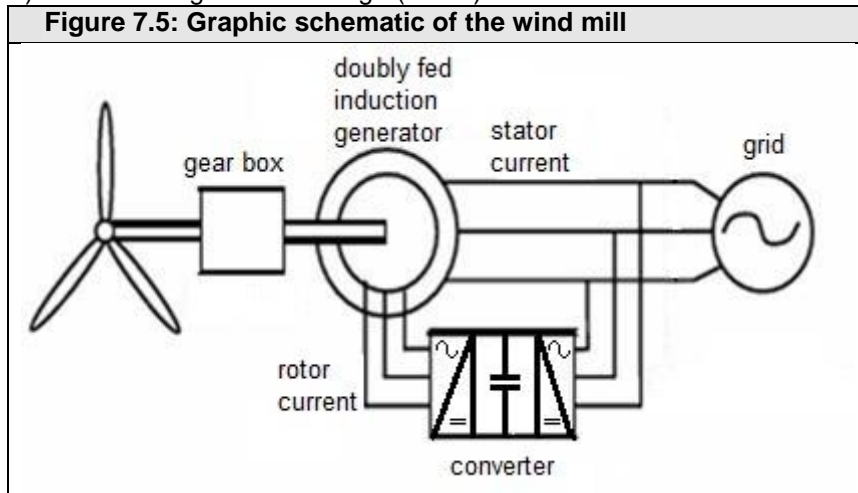 Figure 7.5: Graphic schematic of the wind mill
doubly fed
induction
generator
stator
current
grid
gear box
rotor
current
converter